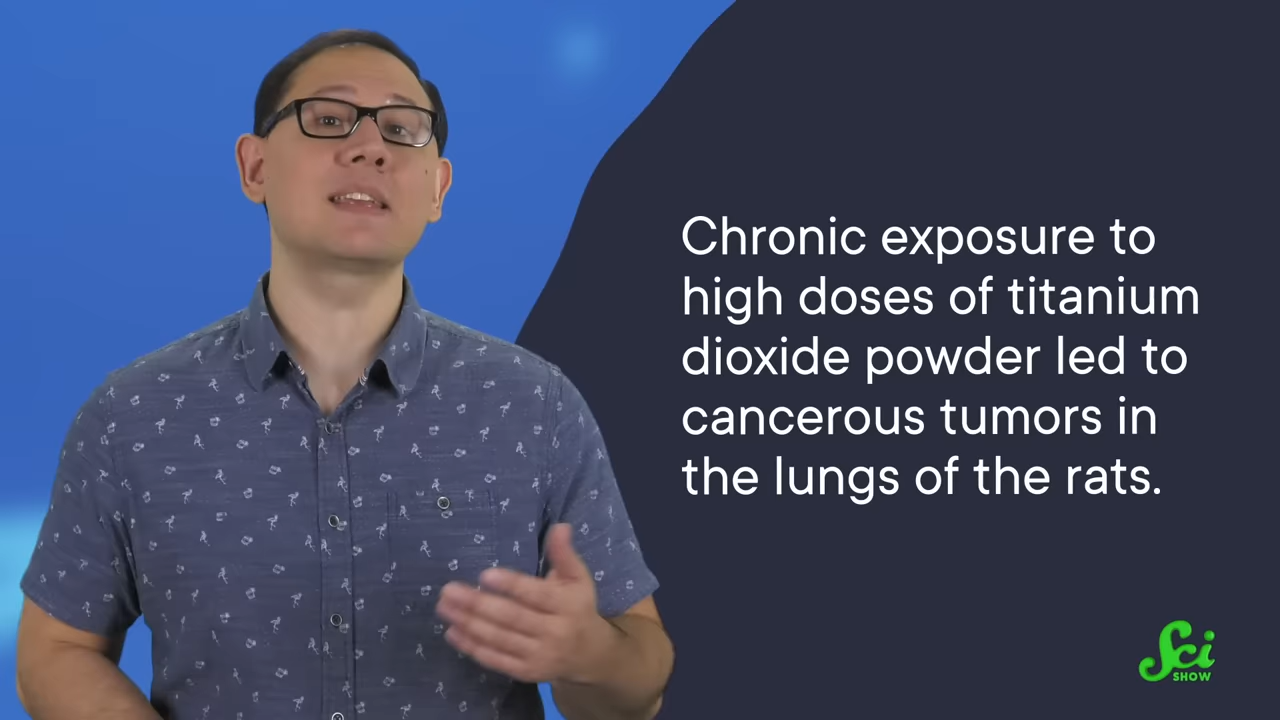 Chronic exposure to
high doses of titanium
dioxide powder led to
cancerous tumors in
the lungs of the rats.
Sci
SHOW